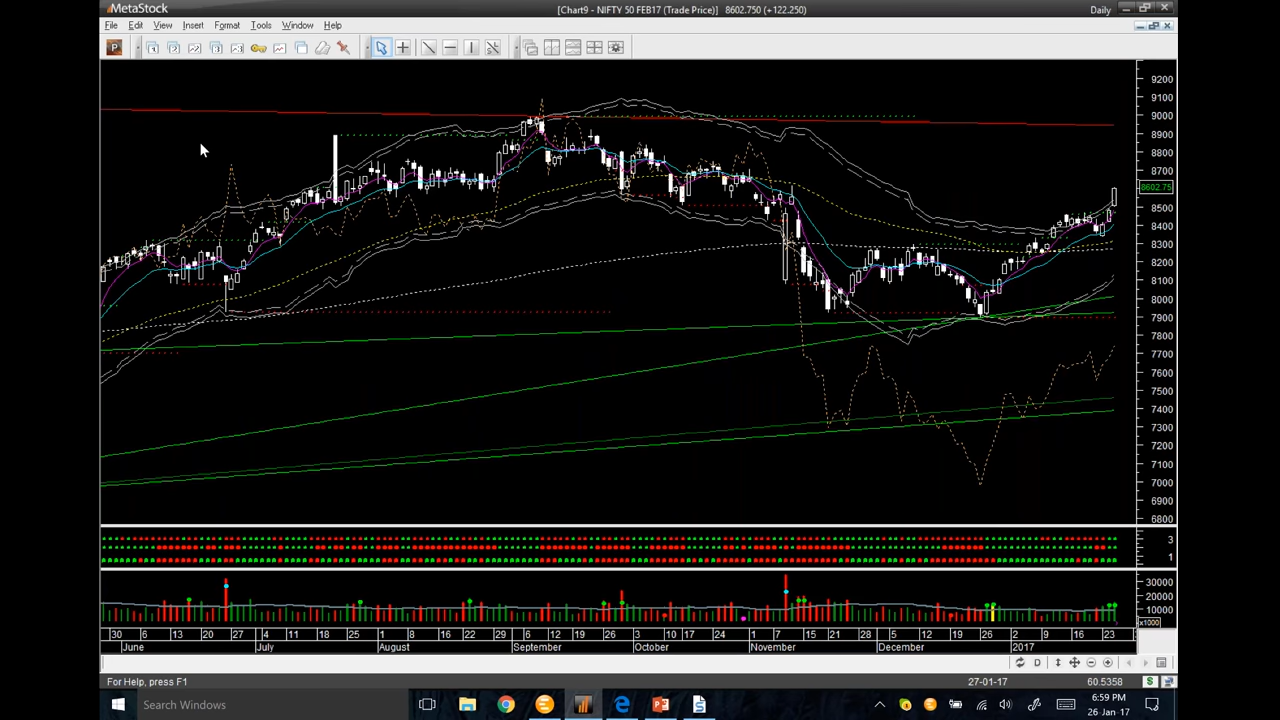 MetaStock
[Chart9 - NIFTY 50 FEB17 (Trade Price)] 8602.750 (+122.250)
Daily
File Edit View Insert Format Tools Window Help
9200
9100
9000
8900
8800
8700
8602.75
8500
8400
8300
8200
8100
8000
7900
7800
7700
7600
7500
7400
7300
7200
7100
7000
6900
6800
3
1
30000
20000
10000
x1000
30 6 13 20 27 4 11 18 25 1 8 16 22 29 6 12 19 26 3 10 17 24 1 7 15 21 28 5 12 19 26 2 9 16 23
June July August September October November December 2017
D
For Help, press F1
27-01-17
60.5358
Search Windows
6:59 PM
26-Jan-17